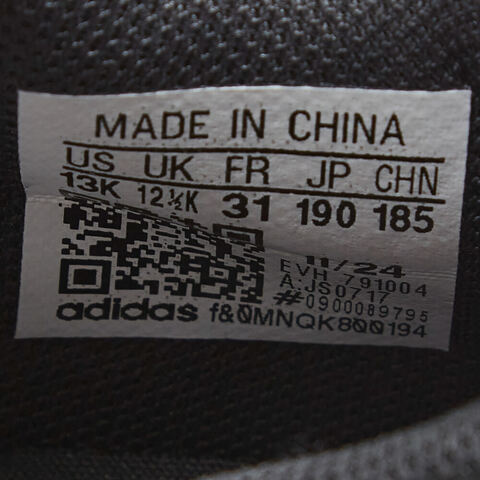 MADE IN CHINA
US UK FR JP CHN
13K 12½K 31 190 185
11/24
EVH 791004
A:JS0717
#0900089795
adidas f&0MNQK800194